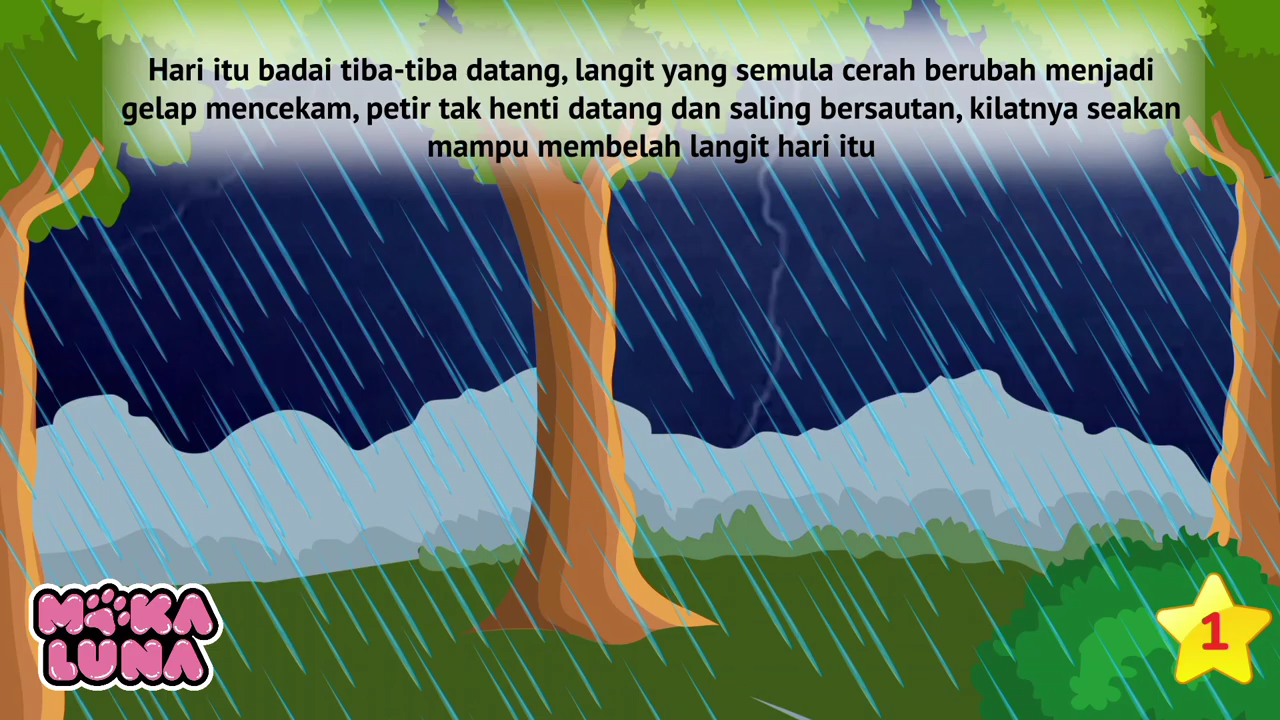 Hari itu badai tiba-tiba datang, langit yang semula cerah berubah menjadi
gelap mencekam, petir tak henti datang dan saling bersautan, kilatnya seakan
mampu membelah langit hari itu
MOKA
LUNA
1